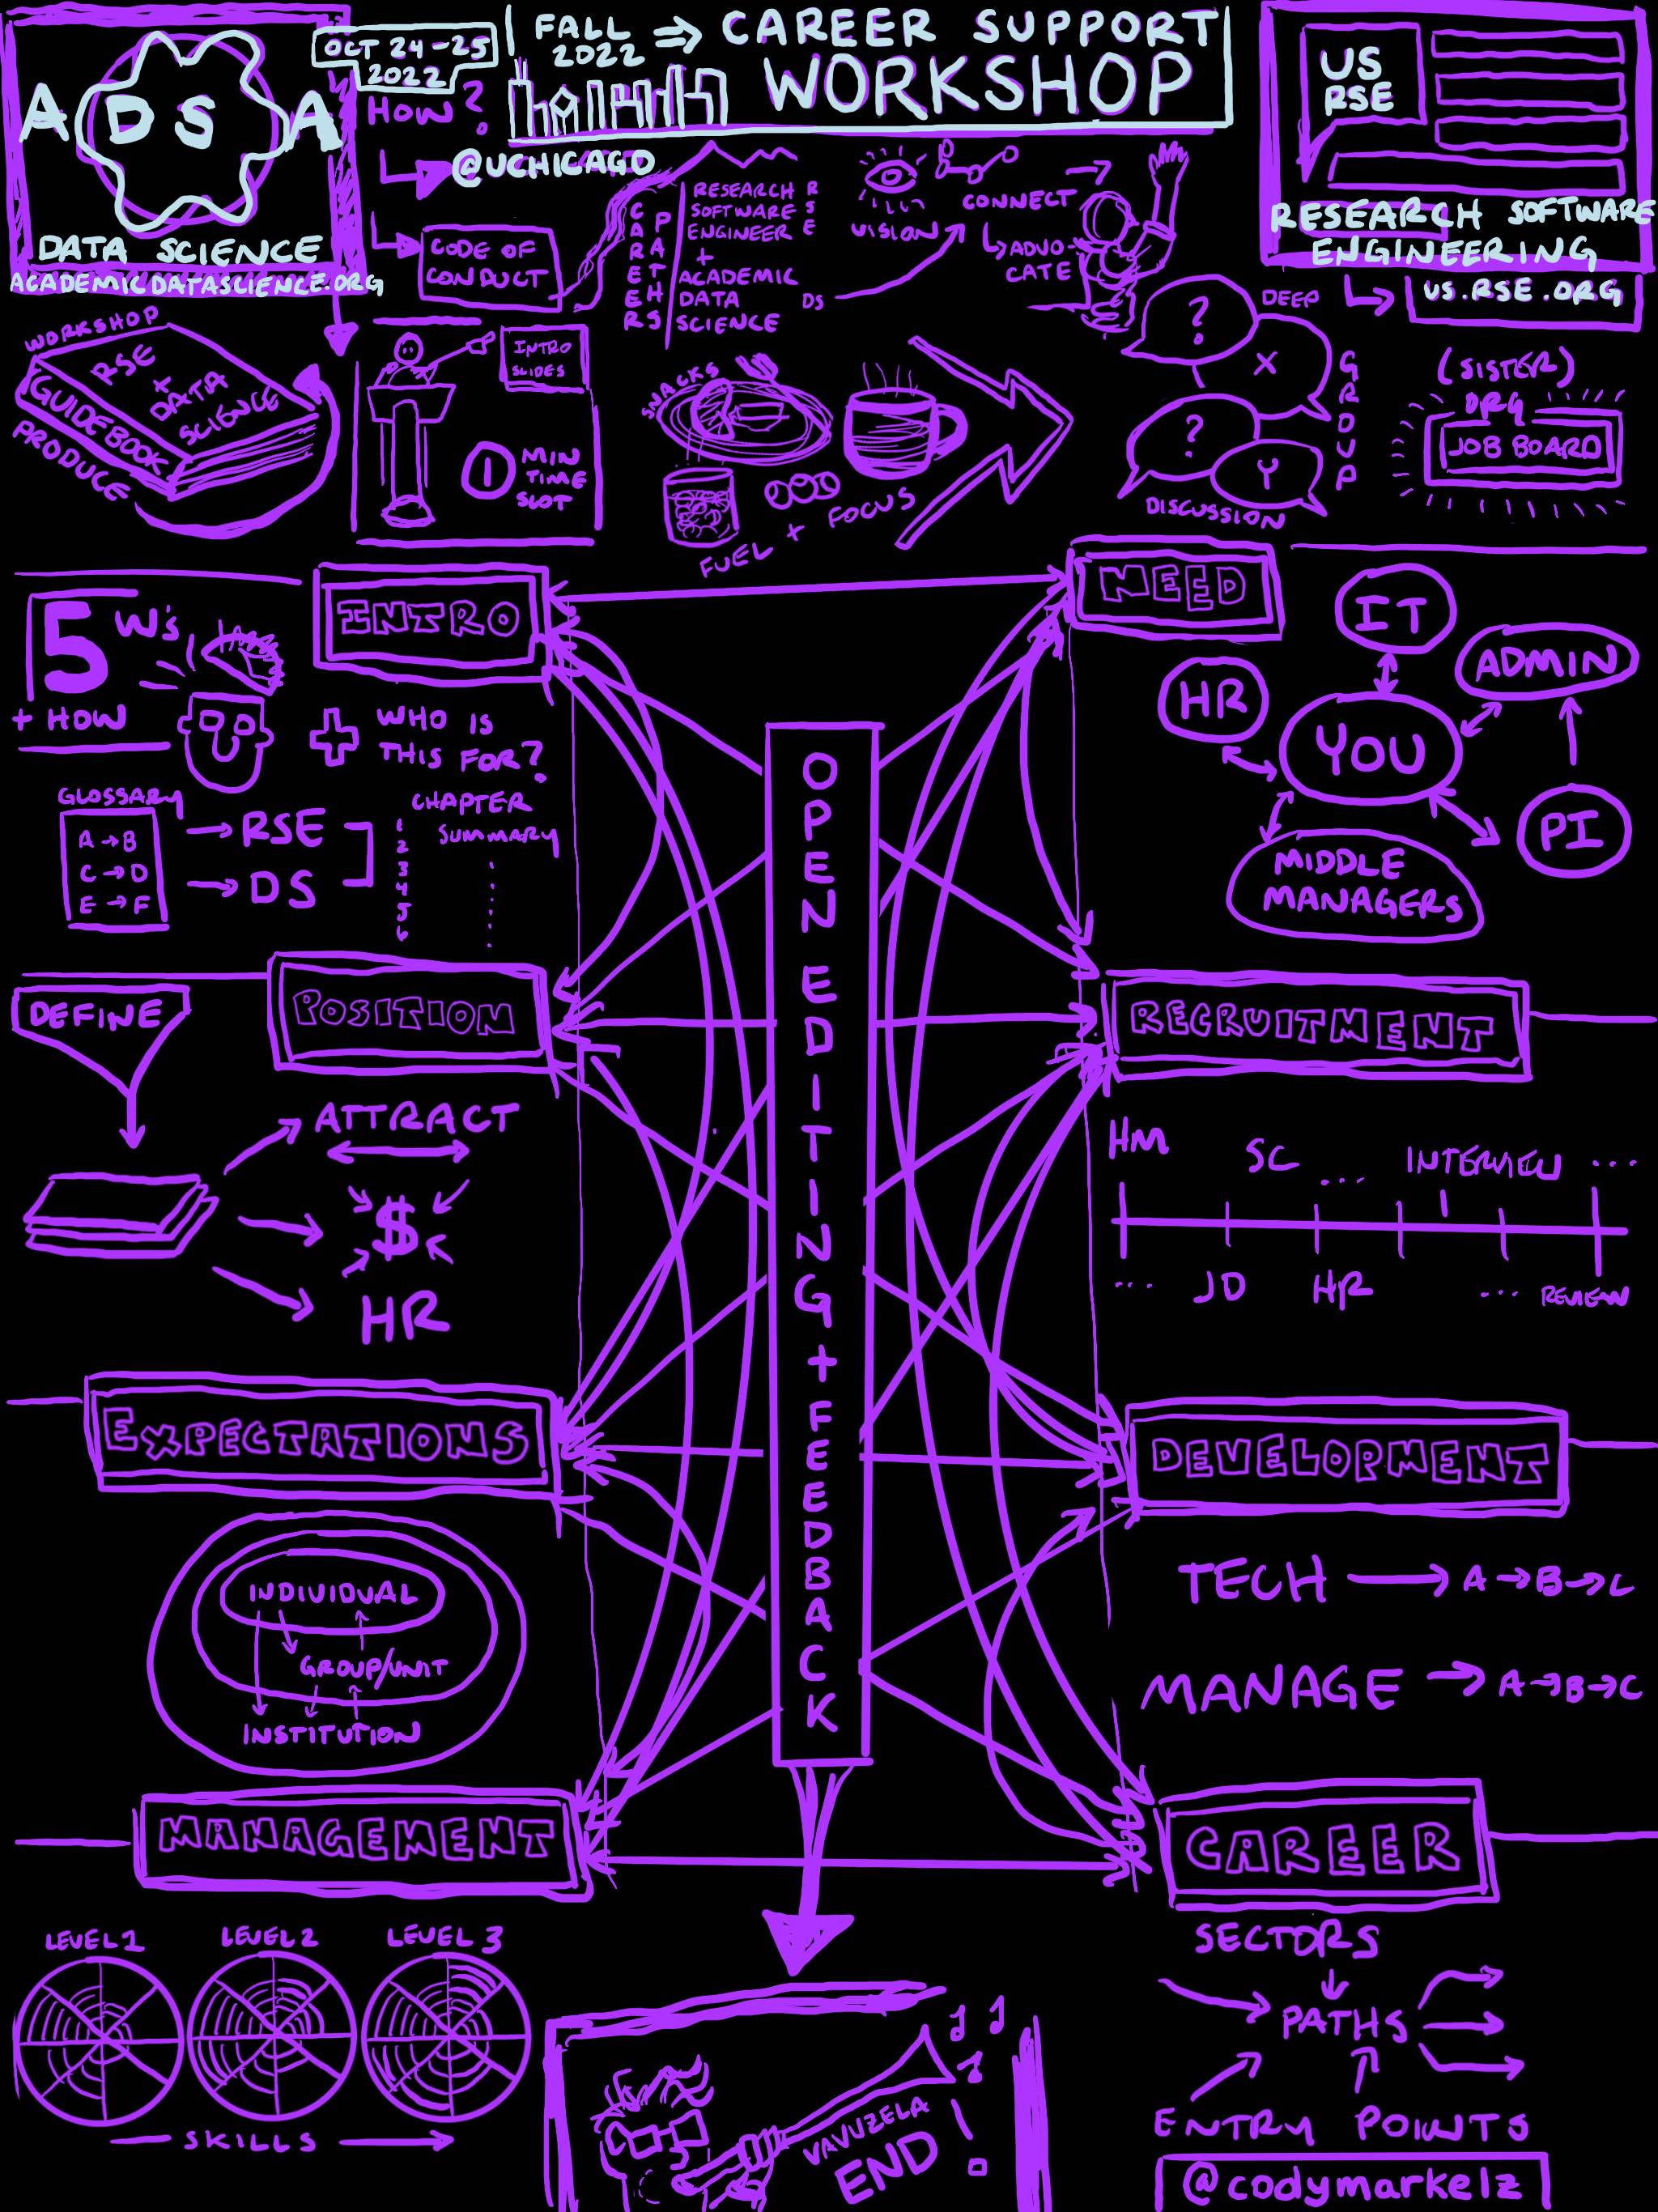 ADSA
DATA SCIENCE
ACADEMICDATASCIENCE.ORG
OCT 24-25
2022
FALL
2022
CAREER SUPPORT
WORKSHOP
HOW?
@UCHICAGO
CODE OF
CONDUCT
CAREER
PATHS
RESEARCH
SOFTWARE
ENGINEER
RSE
+
ACADEMIC
DATA
SCIENCE
DS
VISION
CONNECT
ADVO-
CATE
US
RSE
RESEARCH SOFTWARE
ENGINEERING
US.RSE.ORG
WORKSHOP
RSE
+
DATA
SCIENCE
GUIDEBOOK
PRODUCE
INTRO
SLIDES
1 MIN
TIME
SLOT
SNACKS
FUEL + FOCUS
DEEP
GROUP
DISCUSSION
?
X
?
Y
(SISTER)
ORG
JOB BOARD
INTRO
5 W's
+ HOW
WHO IS
THIS FOR?
GLOSSARY
A → B
C → D
E → F
→ RSE
→ DS
CHAPTER
SUMMARY
1
2
3
4
5
6
NEED
IT
ADMIN
HR
YOU
PI
MIDDLE
MANAGERS
OPEN EDITING + FEEDBACK
POSITION
DEFINE
ATTRACT
$
HR
RECRUITMENT
HM
SC
...
INTERVIEW
...
...
JD
HR
...
REVIEW
EXPECTATIONS
INDIVIDUAL
GROUP/UNIT
INSTITUTION
DEVELOPMENT
TECH → A → B → C
MANAGE → A → B → C
MANAGEMENT
LEVEL 1
LEVEL 2
LEVEL 3
SKILLS
CAREER
SECTORS
PATHS
ENTRY POINTS
VAVUZELA
END!
@codymarkelz